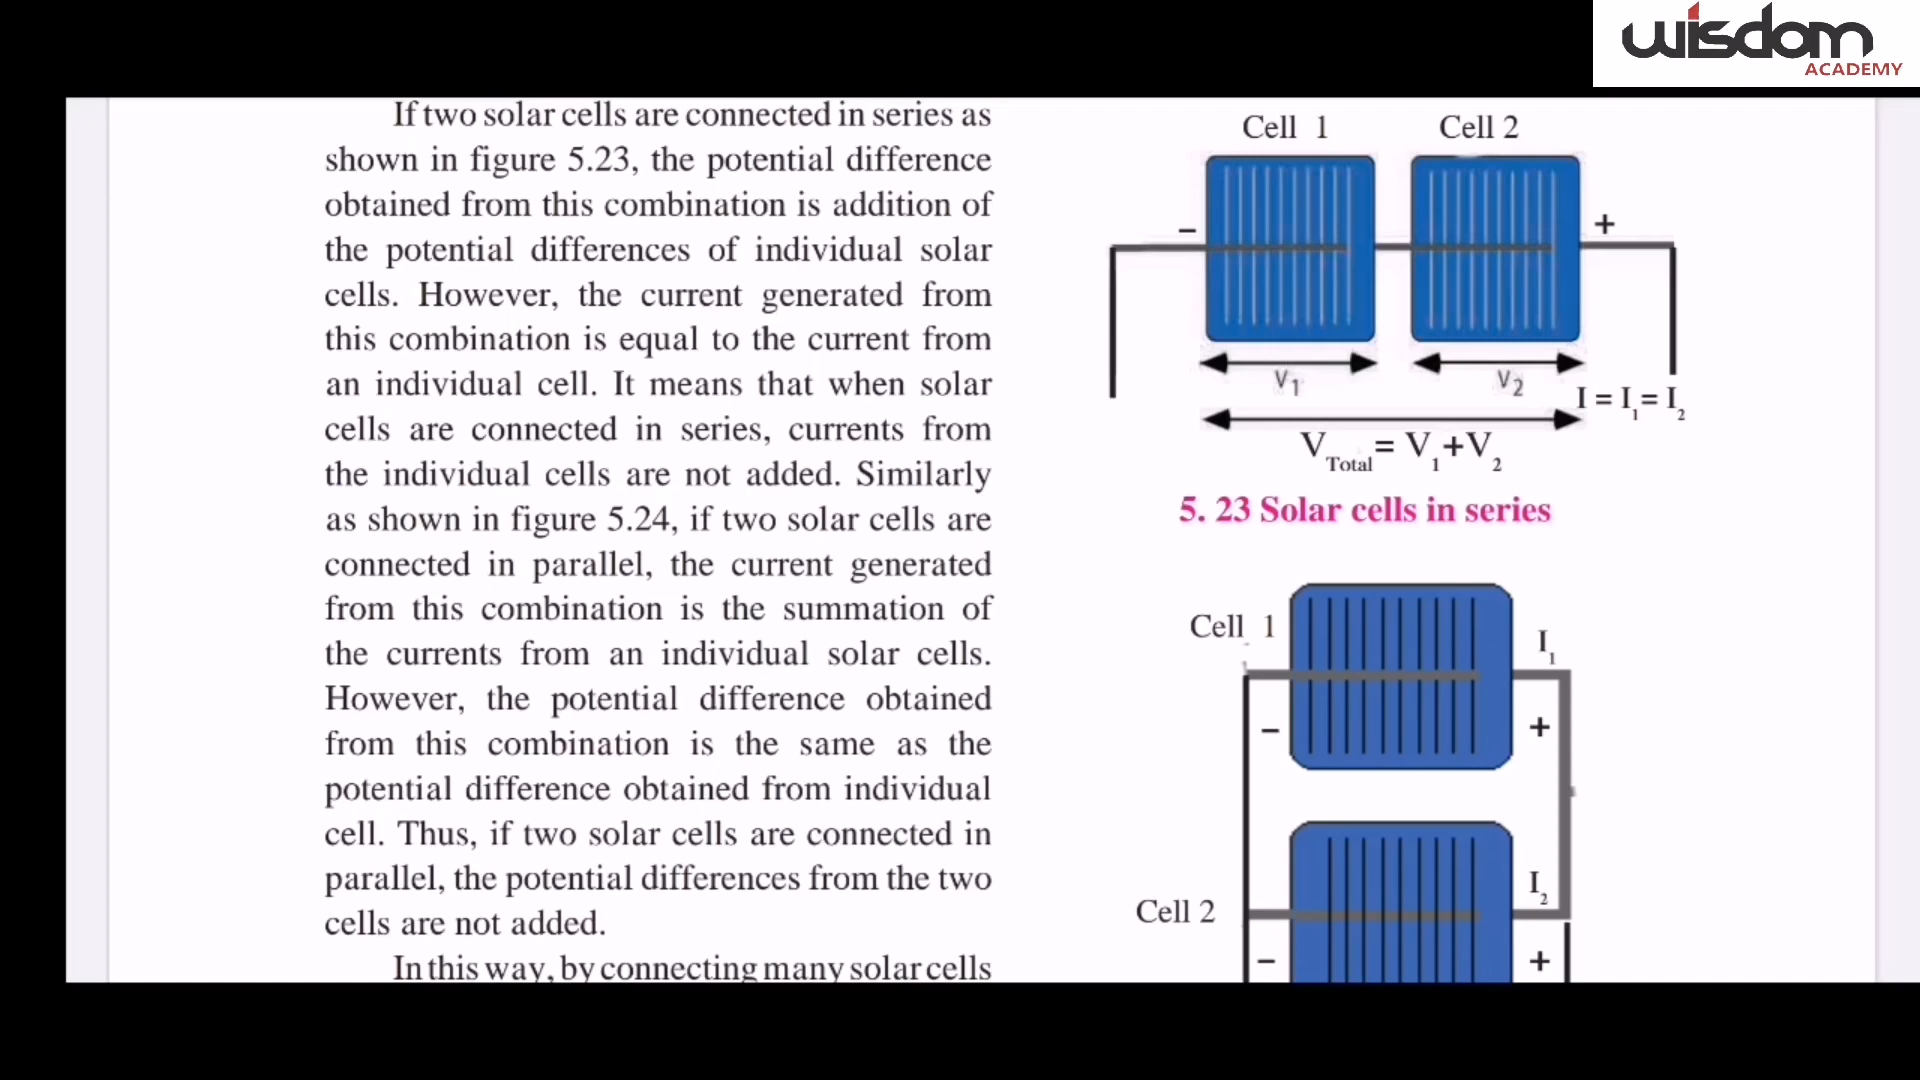 wisdom
ACADEMY
If two solar cells are connected in series as
shown in figure 5.23, the potential difference
obtained from this combination is addition of
the potential differences of individual solar
cells. However, the current generated from
this combination is equal to the current from
an individual cell. It means that when solar
cells are connected in series, currents from
the individual cells are not added. Similarly
as shown in figure 5.24, if two solar cells are
connected in parallel, the current generated
from this combination is the summation of
the currents from an individual solar cells.
However, the potential difference obtained
from this combination is the same as the
potential difference obtained from individual
cell. Thus, if two solar cells are connected in
parallel, the potential differences from the two
cells are not added.
In this way, by connecting many solar cells
Cell 1 Cell 2
- +
V1 V2
I = I1 = I2
VTotal = V1+V2
5. 23 Solar cells in series
Cell 1 I1
- +
Cell 2 I2
- +